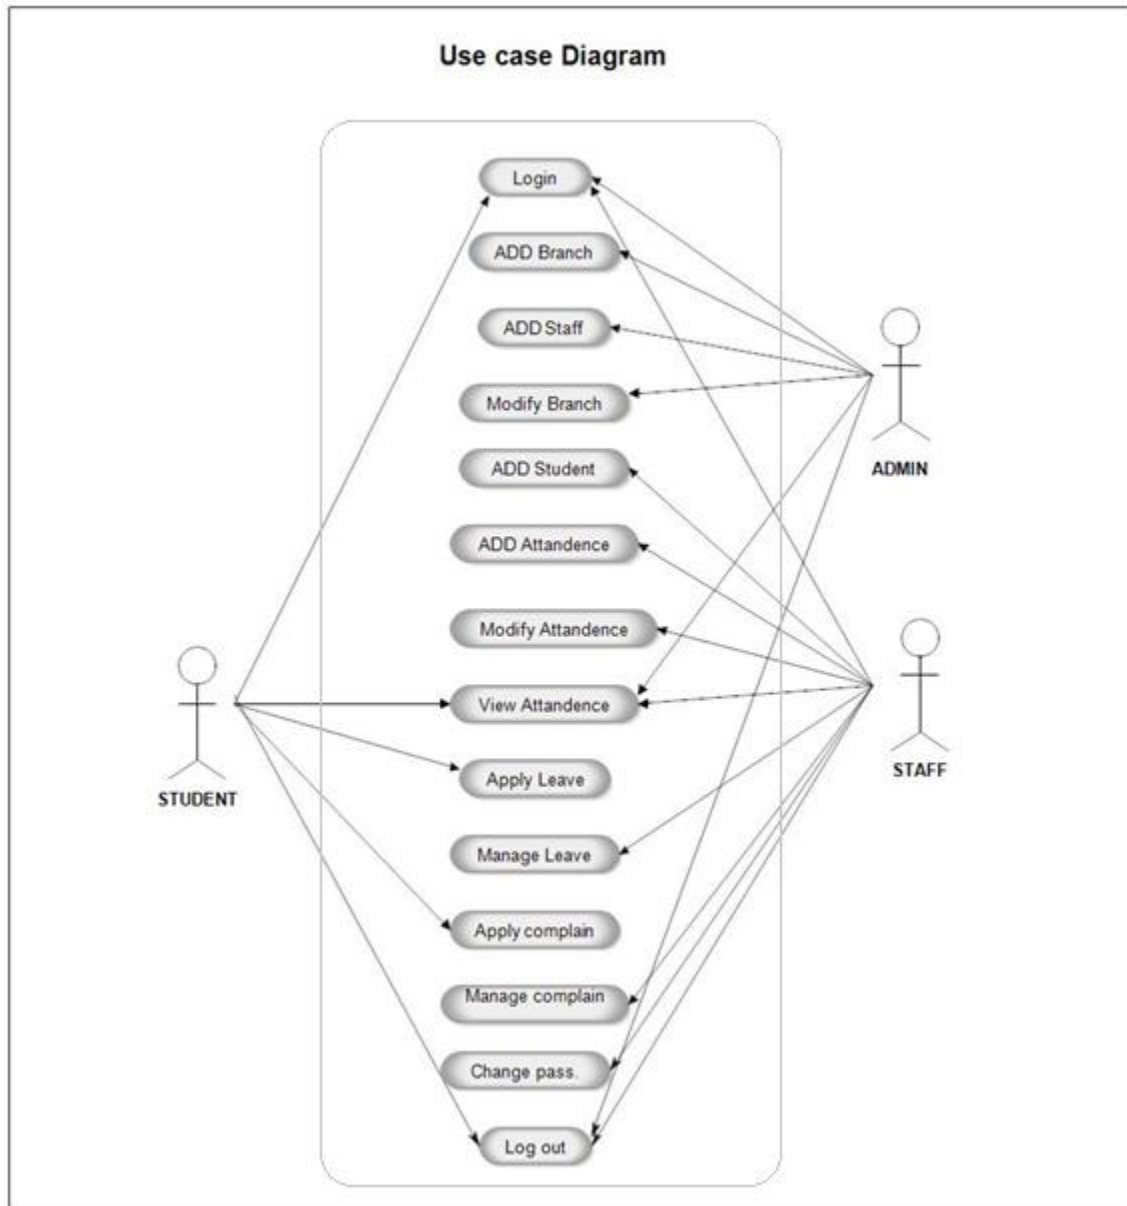 Use case Diagram
Login
ADD Branch
ADD Staff
Modify Branch
ADD Student
ADD Attandence
Modify Attandence
View Attandence
Apply Leave
Manage Leave
Apply complain
Manage complain
Change pass.
Log out
STUDENT
ADMIN
STAFF